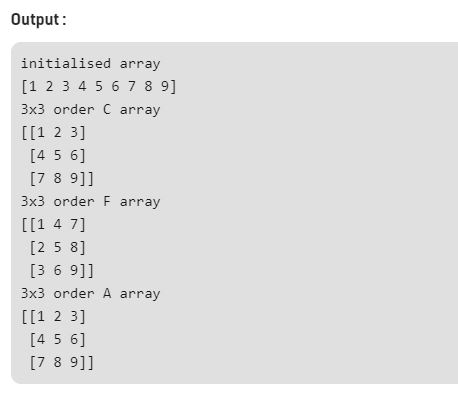 Output :
initialised array
[1 2 3 4 5 6 7 8 9]
3x3 order C array
[[1 2 3]
 [4 5 6]
 [7 8 9]]
3x3 order F array
[[1 4 7]
 [2 5 8]
 [3 6 9]]
3x3 order A array
[[1 2 3]
 [4 5 6]
 [7 8 9]]